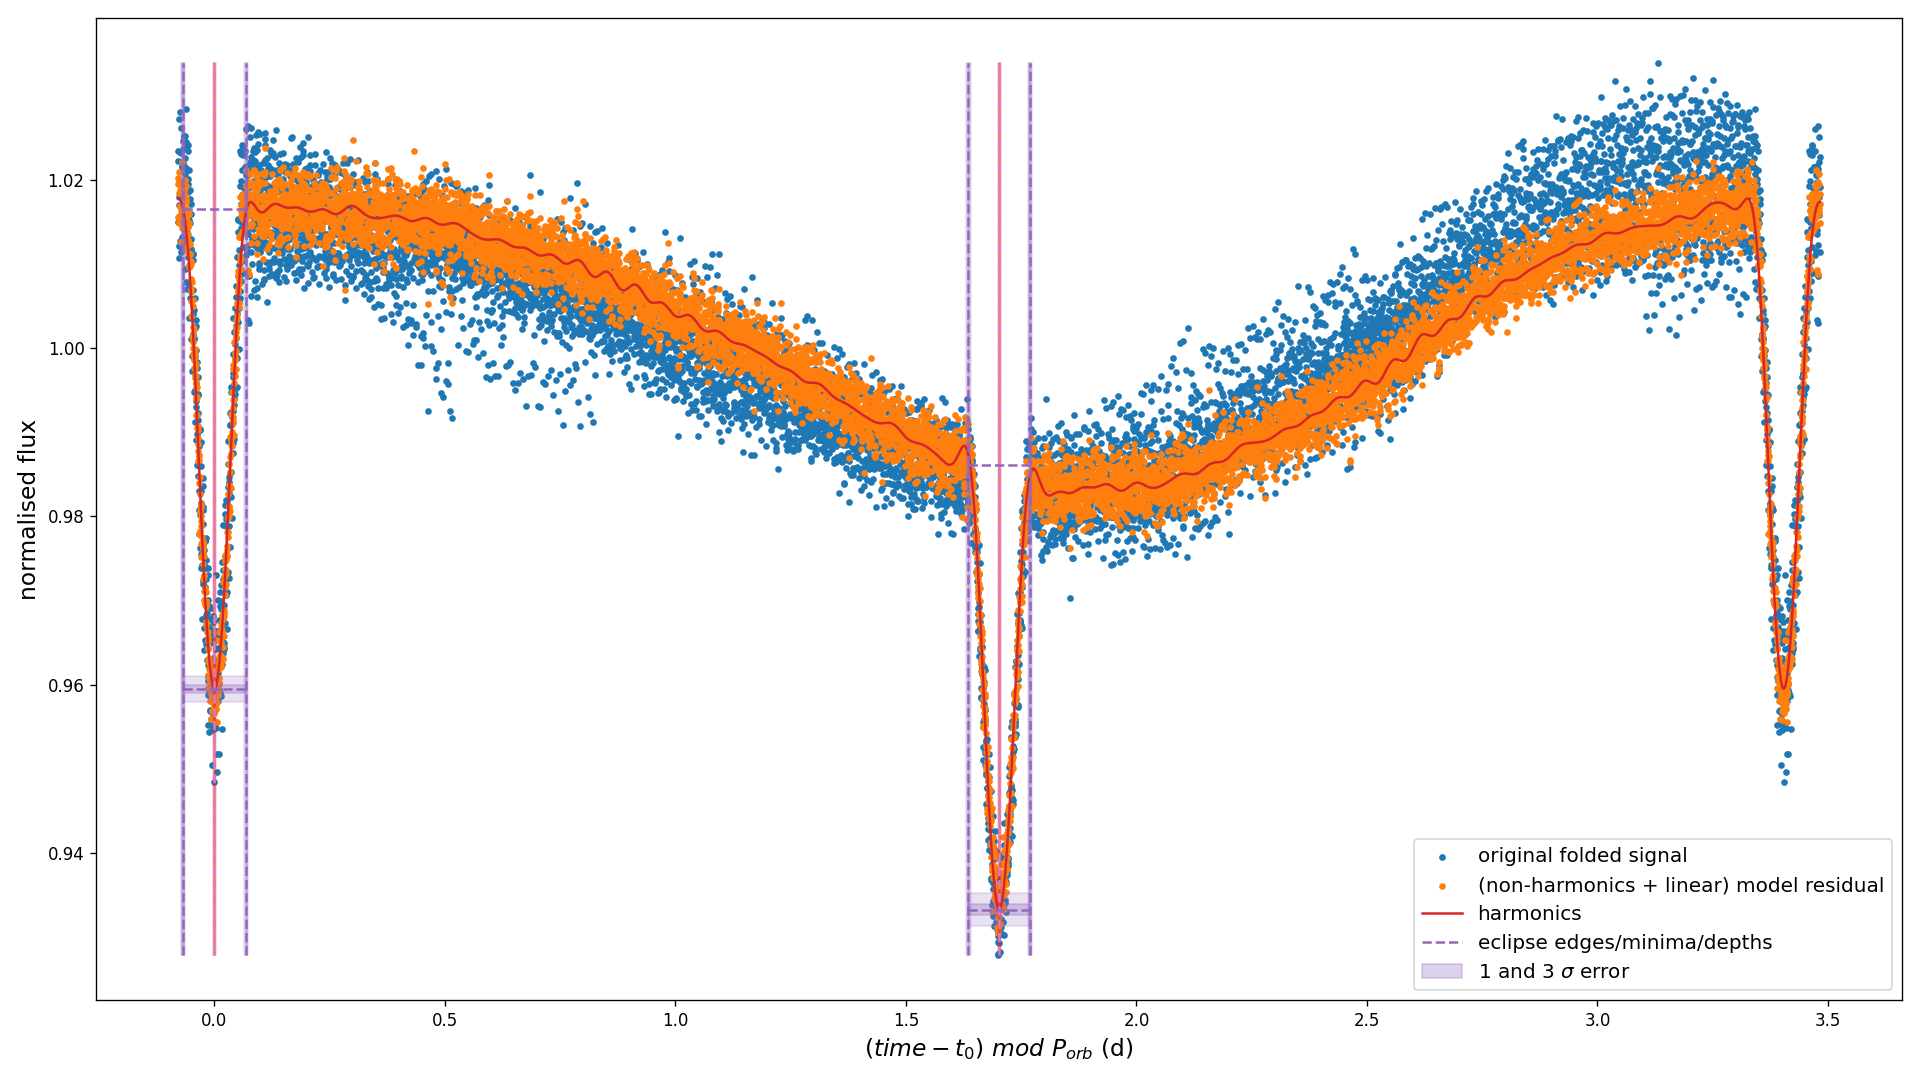 normalised flux
1.02
1.00
0.98
0.96
0.94
0.0 0.5 1.0 1.5 2.0 2.5 3.0 3.5
(time − t₀) mod P_orb (d)
original folded signal
(non-harmonics + linear) model residual
harmonics
eclipse edges/minima/depths
1 and 3 σ error